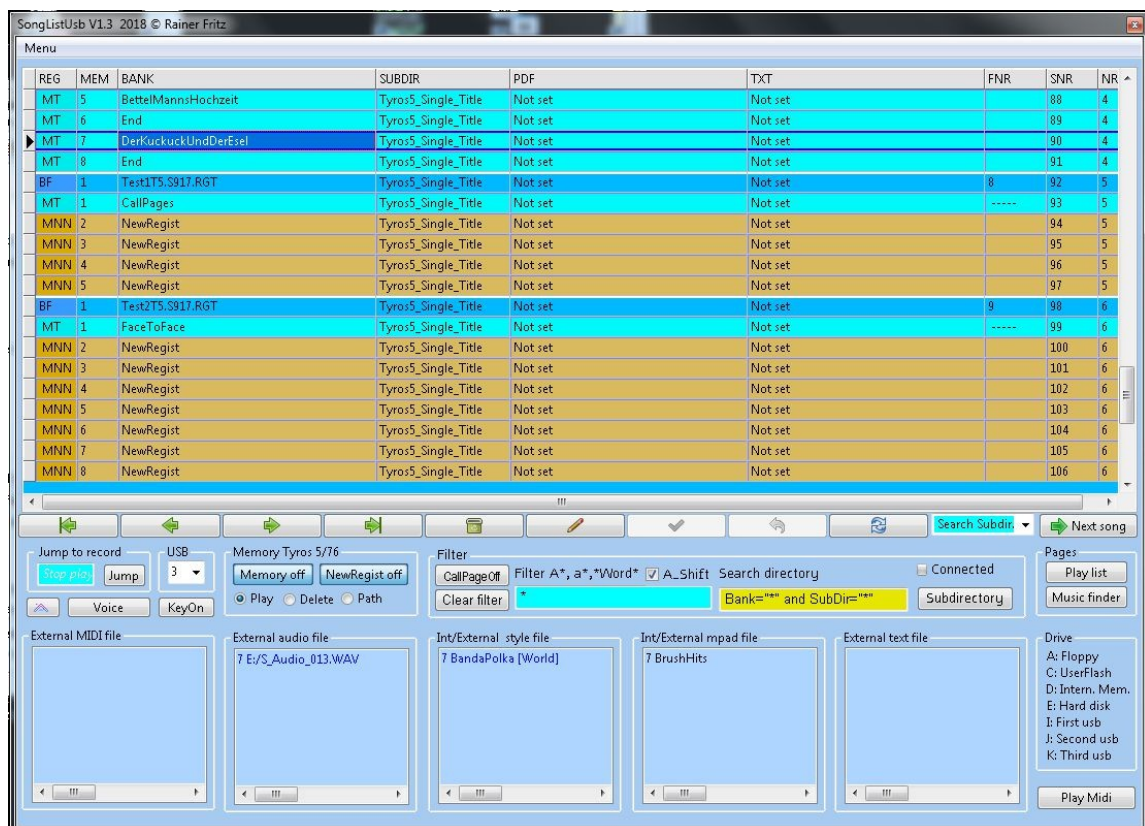 SongListUsb V1.3 2018 © Rainer Fritz
Menu
REG MEM BANK SUBDIR PDF TXT FNR SNR NR
MT 5 BettelMannsHochzeit Tyros5_Single_Title Not set Not set 88 4
MT 6 End Tyros5_Single_Title Not set Not set 89 4
MT 7 DerKuckuckUndDerEsel Tyros5_Single_Title Not set Not set 90 4
MT 8 End Tyros5_Single_Title Not set Not set 91 4
BF 1 Test1T5.S917.RGT Tyros5_Single_Title Not set Not set 8 92 5
MT 1 CallPages Tyros5_Single_Title Not set Not set ----- 93 5
MNN 2 NewRegist Tyros5_Single_Title Not set Not set 94 5
MNN 3 NewRegist Tyros5_Single_Title Not set Not set 95 5
MNN 4 NewRegist Tyros5_Single_Title Not set Not set 96 5
MNN 5 NewRegist Tyros5_Single_Title Not set Not set 97 5
BF 1 Test2T5.S917.RGT Tyros5_Single_Title Not set Not set 9 98 6
MT 1 FaceToFace Tyros5_Single_Title Not set Not set ----- 99 6
MNN 2 NewRegist Tyros5_Single_Title Not set Not set 100 6
MNN 3 NewRegist Tyros5_Single_Title Not set Not set 101 6
MNN 4 NewRegist Tyros5_Single_Title Not set Not set 102 6
MNN 5 NewRegist Tyros5_Single_Title Not set Not set 103 6
MNN 6 NewRegist Tyros5_Single_Title Not set Not set 104 6
MNN 7 NewRegist Tyros5_Single_Title Not set Not set 105 6
MNN 8 NewRegist Tyros5_Single_Title Not set Not set 106 6
Search Subdir. Next song
Jump to record USB Memory Tyros 5/76 Filter Pages
Stop play Jump 3 Memory off NewRegist off CallPageOff Filter A*, a*,*Word* A_Shift Search directory Connected Play list
Voice KeyOn Play Delete Path Clear filter * Bank="*" and SubDir="*" Subdirectory Music finder
External MIDI file External audio file Int/External style file Int/External mpad file External text file Drive
7 E:/S_Audio_013.WAV 7 BandaPolka [World] 7 BrushHits
A: Floppy
C: UserFlash
D: Intern. Mem.
E: Hard disk
I: First usb
J: Second usb
K: Third usb
Play Midi